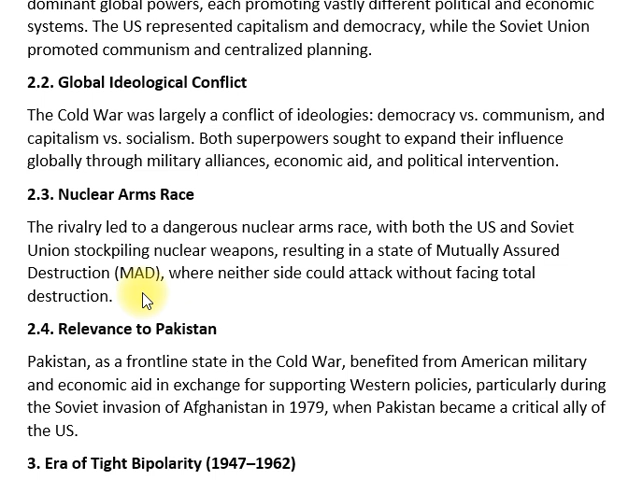 dominant global powers, each promoting vastly different political and economic
systems. The US represented capitalism and democracy, while the Soviet Union
promoted communism and centralized planning.
2.2. Global Ideological Conflict
The Cold War was largely a conflict of ideologies: democracy vs. communism, and
capitalism vs. socialism. Both superpowers sought to expand their influence
globally through military alliances, economic aid, and political intervention.
2.3. Nuclear Arms Race
The rivalry led to a dangerous nuclear arms race, with both the US and Soviet
Union stockpiling nuclear weapons, resulting in a state of Mutually Assured
Destruction (MAD), where neither side could attack without facing total
destruction.
2.4. Relevance to Pakistan
Pakistan, as a frontline state in the Cold War, benefited from American military
and economic aid in exchange for supporting Western policies, particularly during
the Soviet invasion of Afghanistan in 1979, when Pakistan became a critical ally of
the US.
3. Era of Tight Bipolarity (1947–1962)